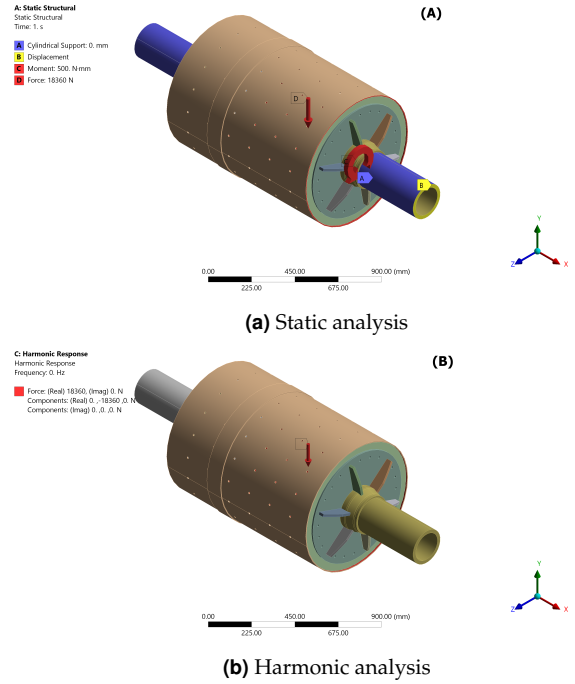 A: Static Structural
Static Structural
Time: 1. s
A Cylindrical Support: 0. mm
B Displacement
C Moment: 500. N·mm
D Force: 18360 N
(A)
D
A
B
Y
Z
X
0.00 450.00 900.00 (mm)
225.00 675.00
(a) Static analysis
C: Harmonic Response
Harmonic Response
Frequency: 0. Hz
Force: (Real) 18360, (Imag) 0. N
Components: (Real) 0. ,-18360 ,0. N
Components: (Imag) 0. ,0. ,0. N
(B)
Y
Z
X
0.00 450.00 900.00 (mm)
225.00 675.00
(b) Harmonic analysis